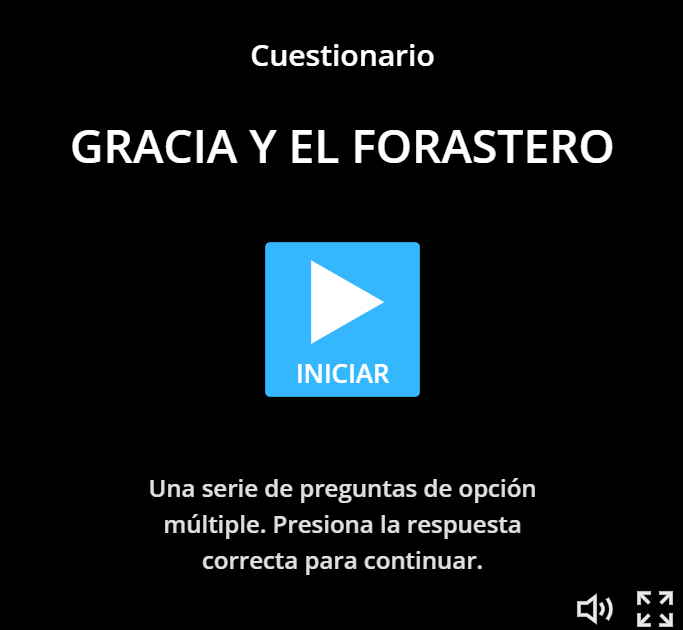 Cuestionario
GRACIA Y EL FORASTERO
INICIAR
Una serie de preguntas de opción
múltiple. Presiona la respuesta
correcta para continuar.